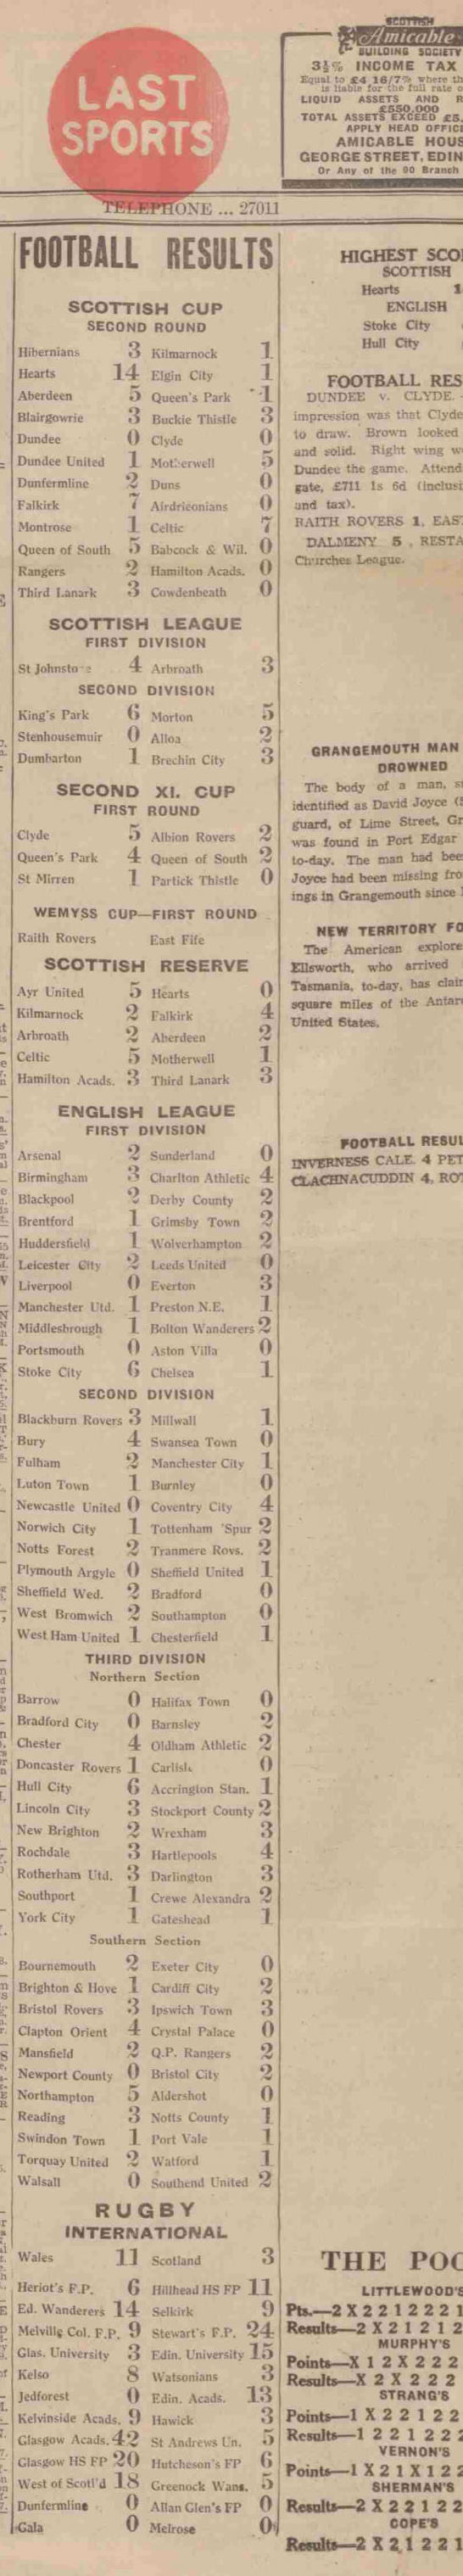 LAST
SPORTS
SCOTTISH
Amicable
BUILDING SOCIETY
3½% INCOME TAX
Equal to £4 16/7% where th
is liable for the full rate o
LIQUID ASSETS AND R
£550,000
TOTAL ASSETS EXCEED £5,
APPLY HEAD OFFIC
AMICABLE HOUS
GEORGE STREET, EDIN
Or Any of the 90 Branch
TELEPHONE ... 27011
FOOTBALL RESULTS
SCOTTISH CUP
SECOND ROUND
Hibernians 3 Kilmarnock 1
Hearts 14 Elgin City 1
Aberdeen 5 Queen's Park 1
Blairgowrie 3 Buckie Thistle 3
Dundee 0 Clyde 0
Dundee United 1 Motherwell 5
Dunfermline 2 Duns 0
Falkirk 7 Airdrieonians 0
Montrose 1 Celtic 7
Queen of South 5 Babcock & Wil. 0
Rangers 2 Hamilton Acads. 0
Third Lanark 3 Cowdenbeath 0
SCOTTISH LEAGUE
FIRST DIVISION
St Johnstone 4 Arbroath 3
SECOND DIVISION
King's Park 6 Morton 5
Stenhousemuir 0 Alloa 2
Dumbarton 1 Brechin City 3
SECOND XI. CUP
FIRST ROUND
Clyde 5 Albion Rovers 2
Queen's Park 4 Queen of South 2
St Mirren 1 Partick Thistle 0
WEMYSS CUP—FIRST ROUND
Raith Rovers East Fife
SCOTTISH RESERVE
Ayr United 5 Hearts 0
Kilmarnock 2 Falkirk 4
Arbroath 2 Aberdeen 2
Celtic 5 Motherwell 1
Hamilton Acads. 3 Third Lanark 3
ENGLISH LEAGUE
FIRST DIVISION
Arsenal 2 Sunderland 0
Birmingham 3 Charlton Athletic 4
Blackpool 2 Derby County 2
Brentford 1 Grimsby Town 2
Huddersfield 1 Wolverhampton 2
Leicester City 2 Leeds United 0
Liverpool 0 Everton 3
Manchester Utd. 1 Preston N.E. 1
Middlesbrough 1 Bolton Wanderers 2
Portsmouth 0 Aston Villa 0
Stoke City 6 Chelsea 1
SECOND DIVISION
Blackburn Rovers 3 Millwall 1
Bury 4 Swansea Town 0
Fulham 2 Manchester City 1
Luton Town 1 Burnley 0
Newcastle United 0 Coventry City 4
Norwich City 1 Tottenham 'Spur 2
Notts Forest 2 Tranmere Rovs. 2
Plymouth Argyle 0 Sheffield United 1
Sheffield Wed. 2 Bradford 0
West Bromwich 2 Southampton 0
West Ham United 1 Chesterfield 1
THIRD DIVISION
Northern Section
Barrow 0 Halifax Town 0
Bradford City 0 Barnsley 2
Chester 4 Oldham Athletic 2
Doncaster Rovers 1 Carlisle 0
Hull City 6 Accrington Stan. 1
Lincoln City 3 Stockport County 2
New Brighton 2 Wrexham 3
Rochdale 3 Hartlepools 4
Rotherham Utd. 3 Darlington 3
Southport 1 Crewe Alexandra 2
York City 1 Gateshead 1
Southern Section
Bournemouth 2 Exeter City 0
Brighton & Hove 1 Cardiff City 2
Bristol Rovers 3 Ipswich Town 3
Clapton Orient 4 Crystal Palace 0
Mansfield 2 Q.P. Rangers 2
Newport County 0 Bristol City 2
Northampton 5 Aldershot 0
Reading 3 Notts County 1
Swindon Town 1 Port Vale 1
Torquay United 2 Watford 1
Walsall 0 Southend United 2
RUGBY
INTERNATIONAL
Wales 11 Scotland 3
Heriot's F.P. 6 Hillhead HS FP 11
Ed. Wanderers 14 Selkirk 9
Melville Col. F.P. 9 Stewart's F.P. 24
Glas. University 3 Edin. University 15
Kelso 8 Watsonians 3
Jedforest 0 Edin. Acads. 13
Kelvinside Acads. 9 Hawick 3
Glasgow Acads. 42 St Andrews Un. 5
Glasgow HS FP 20 Hutcheson's FP 6
West of Scotl'd 18 Greenock Wans. 5
Dunfermline 0 Allan Glen's FP 0
Gala 0 Melrose 0
HIGHEST SCO
SCOTTISH
Hearts 1
ENGLISH
Stoke City
Hull City
FOOTBALL RES
DUNDEE v. CLYDE.
impression was that Clyde
to draw. Brown looked
and solid. Right wing w
Dundee the game. Attend
gate, £711 1s 6d (inclusi
und tax).
RAITH ROVERS 1, EAS
DALMENY 5 , RESTA
Churches League.
GRANGEMOUTH MAN
DROWNED
The body of a man, s
identified as David Joyce (
guard, of Lime Street, Gr
was found in Port Edgar
to-day. The man had bee
Joyce had been missing fro
ings in Grangemouth since
NEW TERRITORY FO
The American explore
Ellsworth, who arrived
Tasmania, to-day, has clai
square miles of the Antar
United States.
FOOTBALL RESUL
INVERNESS CALE. 4 PET
CLACHNACUDDIN 4, RO
THE POO
LITTLEWOOD'S
Pts.—2 X 2 2 1 2 2 2 1
Results—2 X 2 1 2 1 2
MURPHY'S
Points—X 1 2 X 2 2 2
Results—X 2 X 2 2 2
STRANG'S
Points—1 X 2 2 1 2 2
Results—1 2 2 1 2 2 2
VERNON'S
Points—1 X 2 1 X 1 2 2
SHERMAN'S
Results—2 X 2 2 1 2 2
COPE'S
Results—2 X 2 1 2 2 1